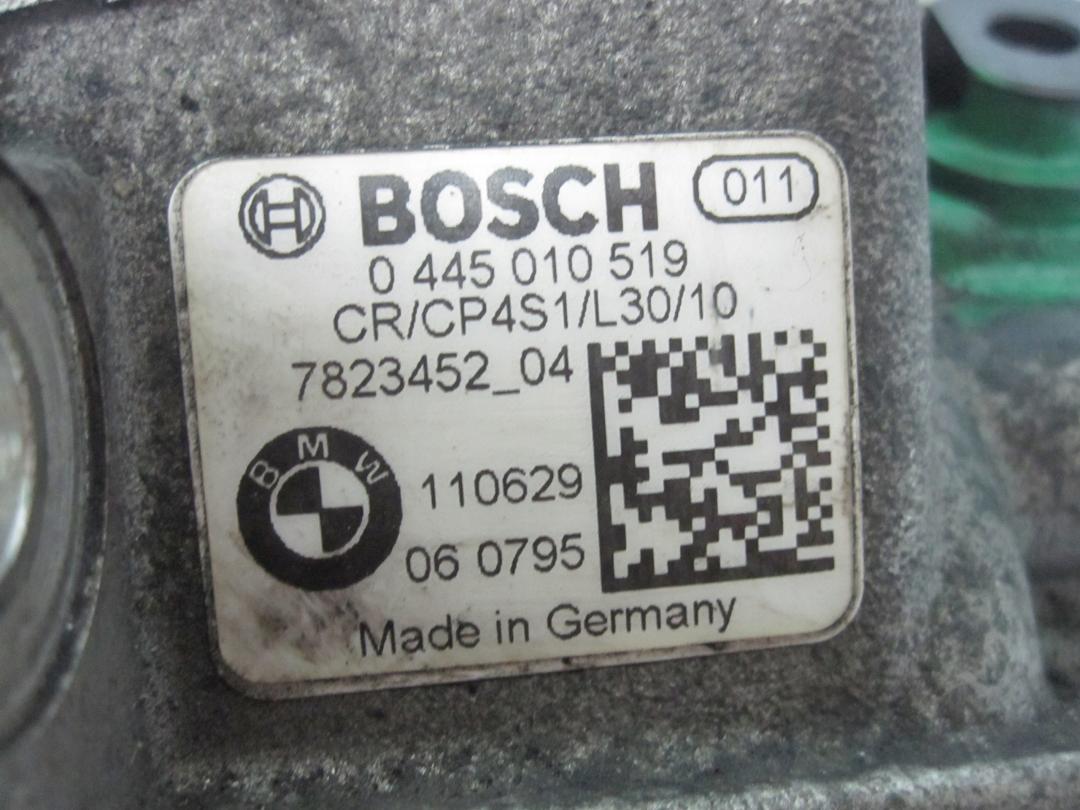 BOSCH 011
0 445 010 519
CR/CP4S1/L30/10
7823452_04
BMW 110629
06 0795
Made in Germany